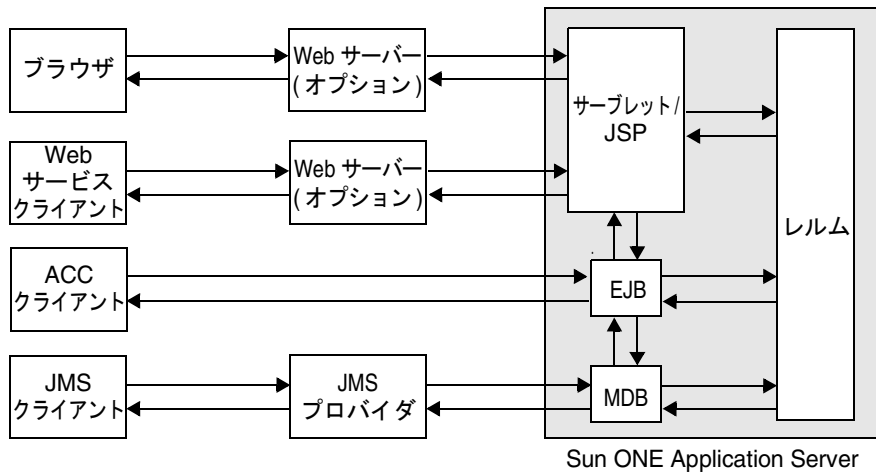 ブラウザ
Web サーバー
( オプション )
サーブレット /
JSP
レルム
Web
サービス
クライアント
Web サーバー
( オプション )
ACC
クライアント
EJB
JMS
クライアント
JMS
プロバイダ
MDB
Sun ONE Application Server